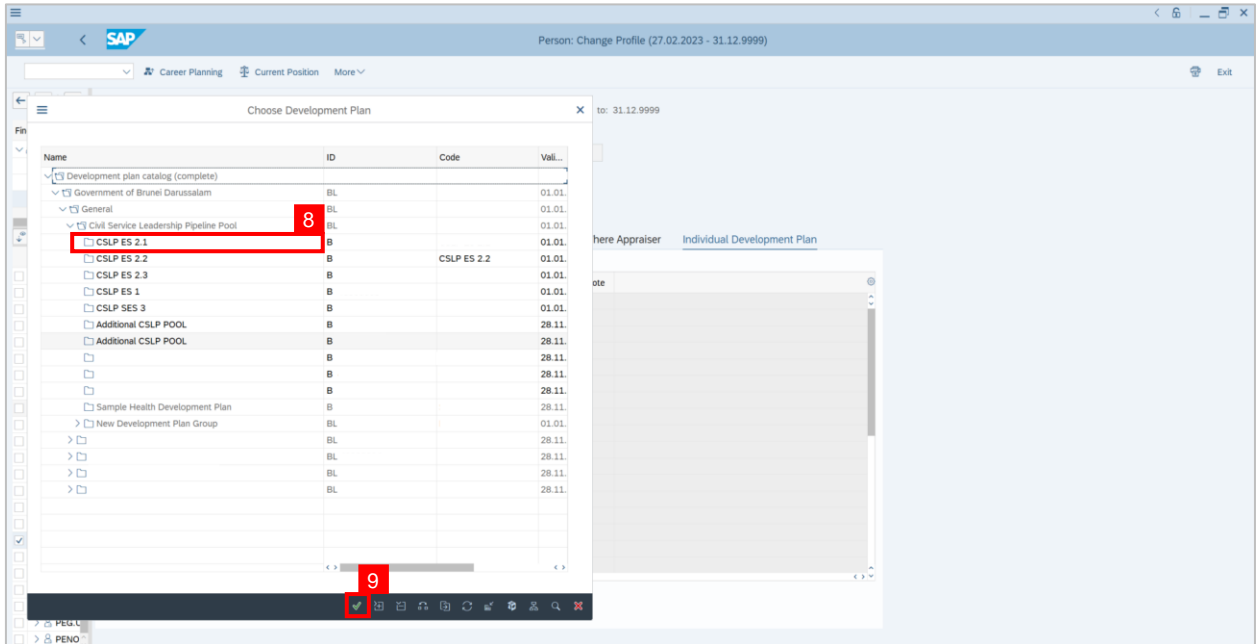 SAP
Person: Change Profile (27.02.2023 - 31.12.9999)
Career Planning Current Position More Exit
Choose Development Plan
to: 31.12.9999
Fin
Name ID Code Vali...
Development plan catalog (complete)
Government of Brunei Darussalam BL 01.01.
General BL 01.01.
8
Civil Service Leadership Pipeline Pool BL 01.01.
CSLP ES 2.1 B 01.01.
here Appraiser Individual Development Plan
CSLP ES 2.2 B CSLP ES 2.2 01.01.
CSLP ES 2.3 B 01.01.
ote
CSLP ES 1 B 01.01.
CSLP SES 3 B 01.01.
Additional CSLP POOL B 28.11.
Additional CSLP POOL B 28.11.
B 28.11.
B 28.11.
B 28.11.
Sample Health Development Plan B 28.11.
New Development Plan Group BL 01.01.
BL 28.11.
BL 28.11.
BL 28.11.
BL 28.11.
9
PEG.U
PENO